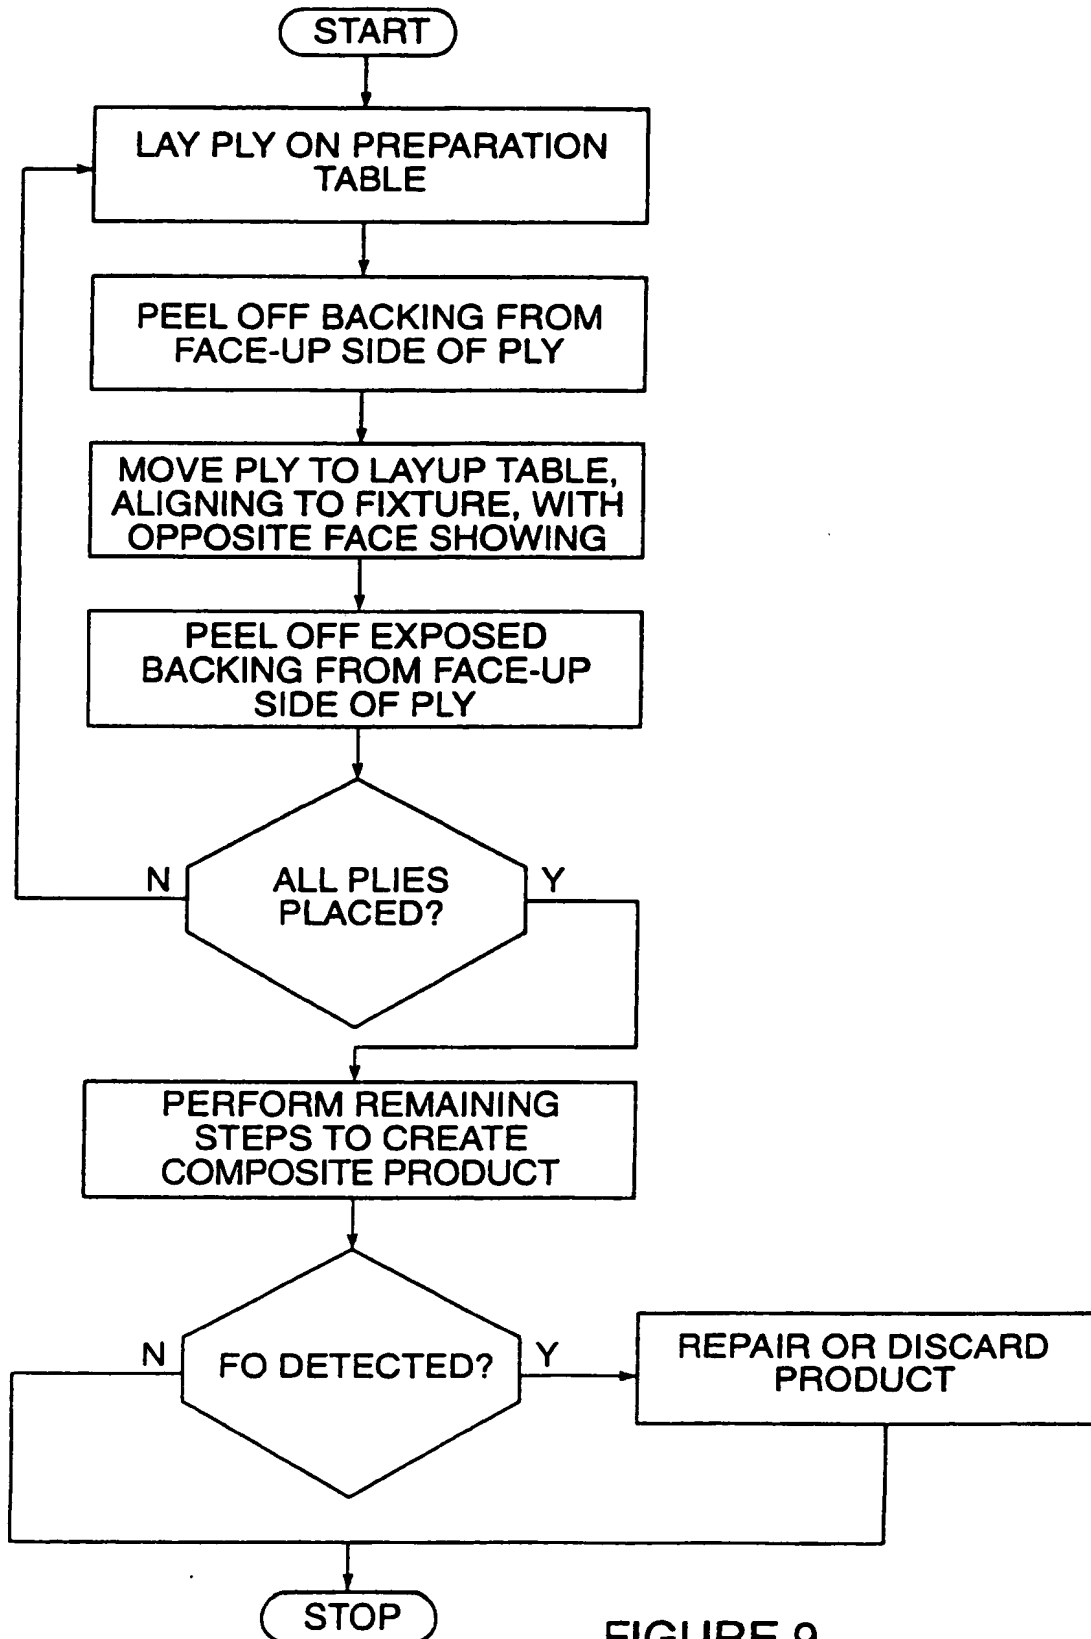 START
LAY PLY ON PREPARATION
TABLE
PEEL OFF BACKING FROM
FACE-UP SIDE OF PLY
MOVE PLY TO LAYUP TABLE,
ALIGNING TO FIXTURE, WITH
OPPOSITE FACE SHOWING
PEEL OFF EXPOSED
BACKING FROM FACE-UP
SIDE OF PLY
N
ALL PLIES
PLACED?
Y
PERFORM REMAINING
STEPS TO CREATE
COMPOSITE PRODUCT
N
FO DETECTED?
Y
REPAIR OR DISCARD
PRODUCT
STOP
FIGURE 9